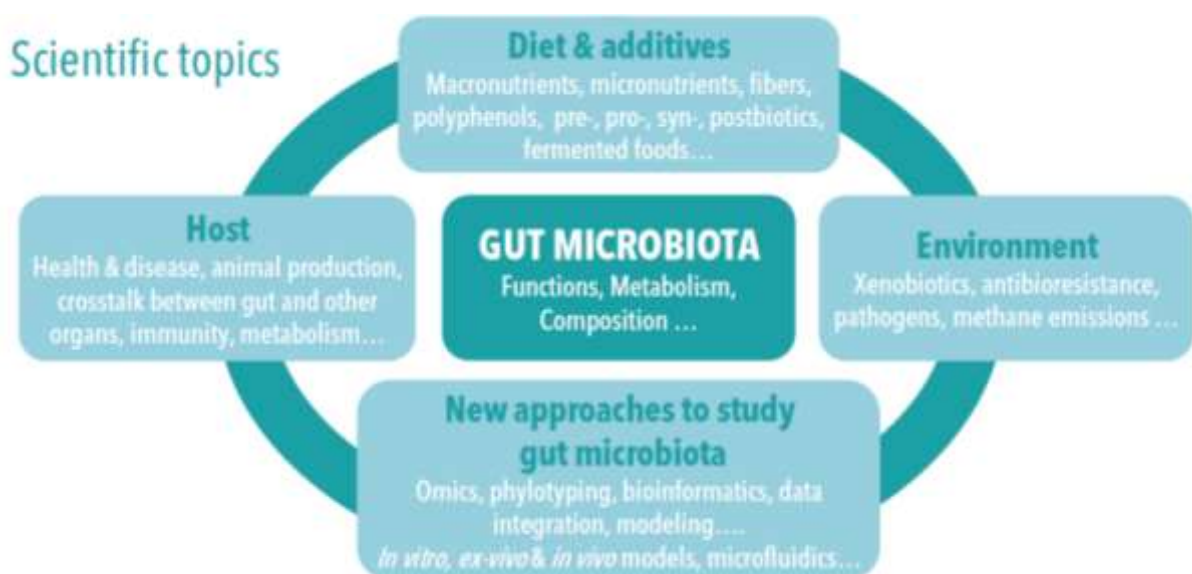 Scientific topics
Diet & additives
Macronutrients, micronutrients, fibers,
polyphenols, pre-, pro-, syn-, postbiotics,
fermented foods…
Host
Health & disease, animal production,
crosstalk between gut and other
organs, immunity, metabolism…
GUT MICROBIOTA
Functions, Metabolism,
Composition …
Environment
Xenobiotics, antibioresistance,
pathogens, methane emissions …
New approaches to study
gut microbiota
Omics, phylotyping, bioinformatics, data
integration, modeling….
In vitro, ex-vivo & in vivo models, microfluidics…